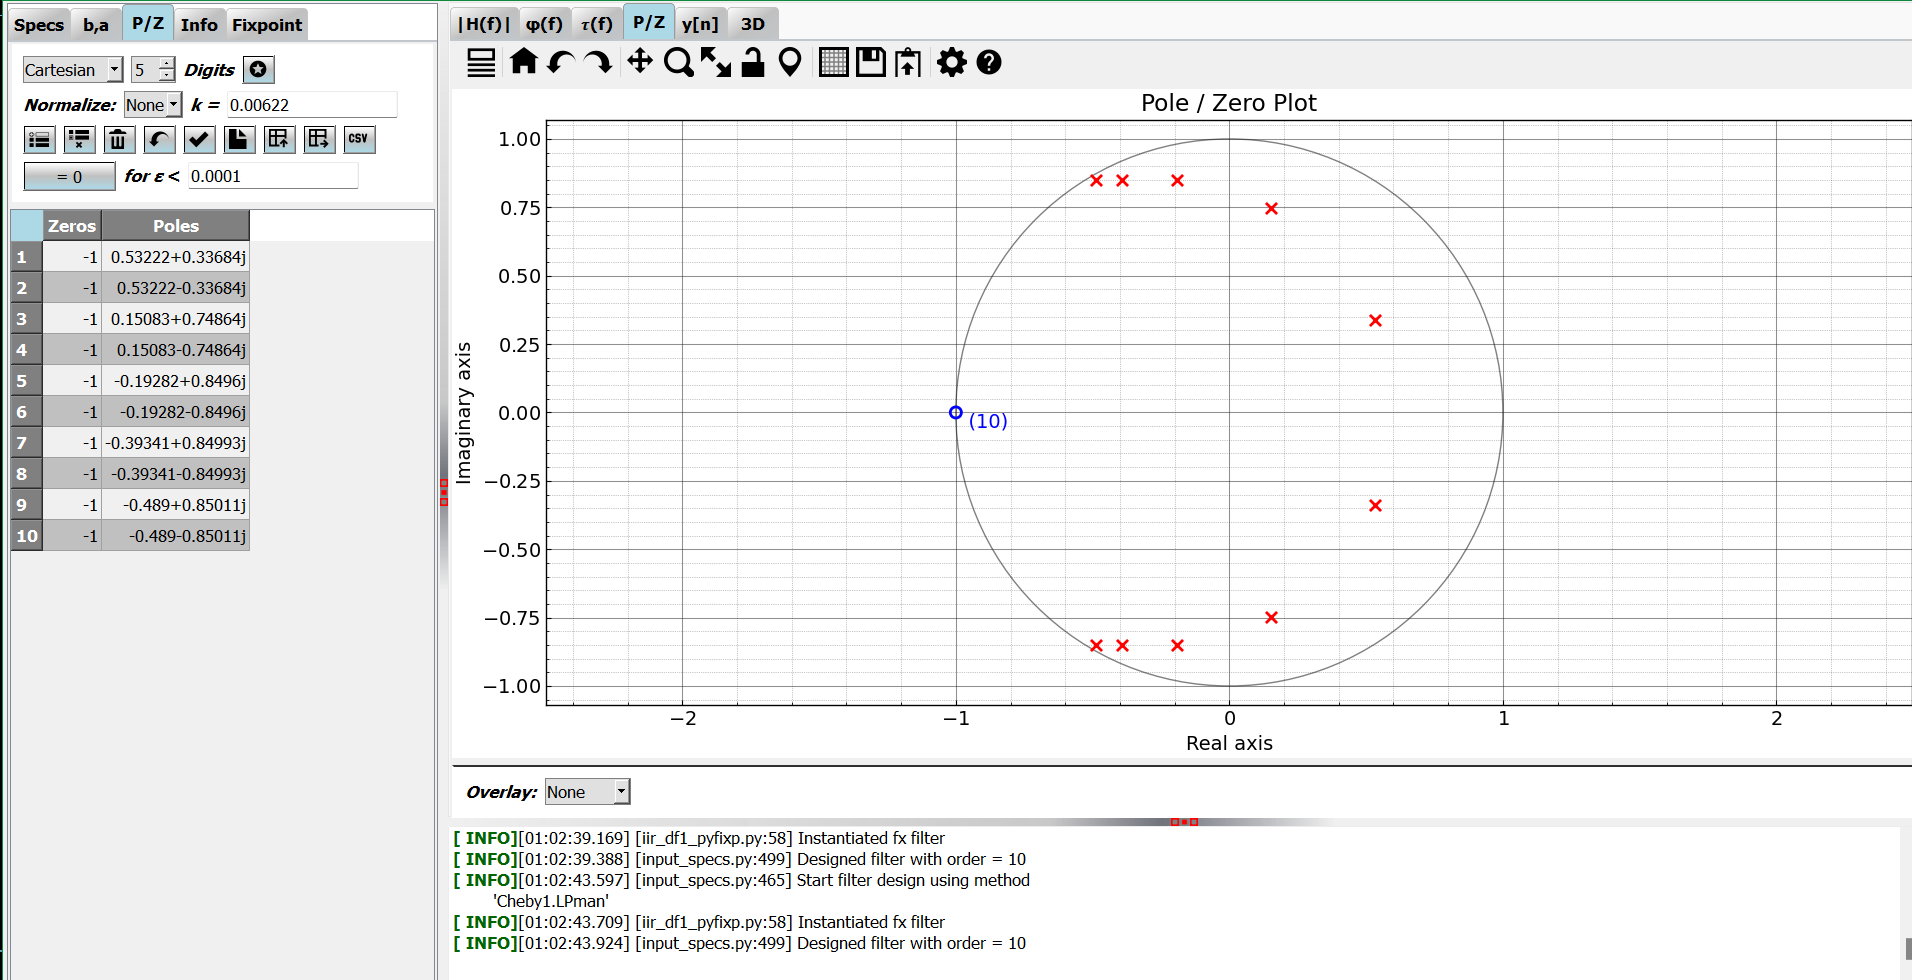 Specs b,a P/Z Info Fixpoint
Cartesian 5 Digits
Normalize: None k = 0.00622
CSV
= 0 for ε < 0.0001
Zeros Poles
1 -1 0.53222+0.33684j
2 -1 0.53222-0.33684j
3 -1 0.15083+0.74864j
4 -1 0.15083-0.74864j
5 -1 -0.19282+0.8496j
6 -1 -0.19282-0.8496j
7 -1 -0.39341+0.84993j
8 -1 -0.39341-0.84993j
9 -1 -0.489+0.85011j
10 -1 -0.489-0.85011j
|H(f)| φ(f) τ(f) P/Z y[n] 3D
Pole / Zero Plot
1.00
0.75
0.50
0.25
0.00
−0.25
−0.50
−0.75
−1.00
Imaginary axis
(10)
−2 −1 0 1 2
Real axis
Overlay: None
[ INFO][01:02:39.169] [iir_df1_pyfixp.py:58] Instantiated fx filter
[ INFO][01:02:39.388] [input_specs.py:499] Designed filter with order = 10
[ INFO][01:02:43.597] [input_specs.py:465] Start filter design using method
'Cheby1.LPman'
[ INFO][01:02:43.709] [iir_df1_pyfixp.py:58] Instantiated fx filter
[ INFO][01:02:43.924] [input_specs.py:499] Designed filter with order = 10